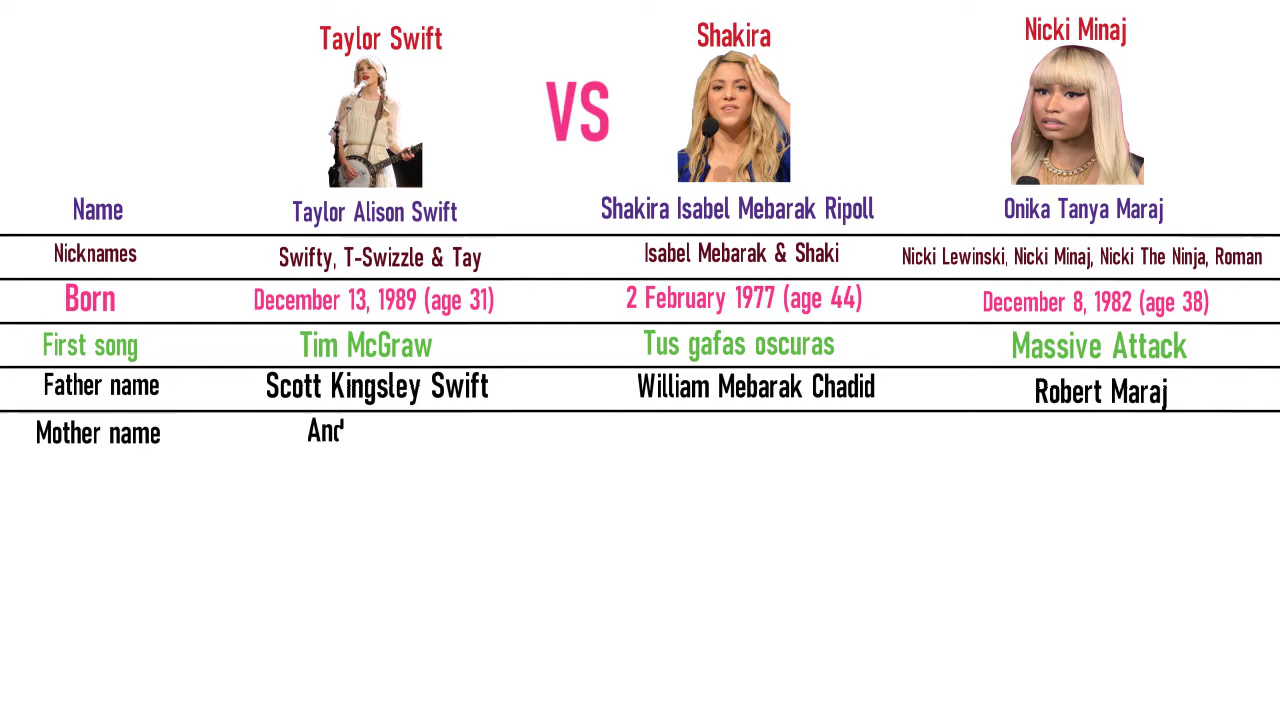 Taylor Swift
Shakira
Nicki Minaj
VS
Name Taylor Alison Swift Shakira Isabel Mebarak Ripoll Onika Tanya Maraj
Nicknames Swifty, T-Swizzle & Tay Isabel Mebarak & Shaki Nicki Lewinski, Nicki Minaj, Nicki The Ninja, Roman
Born December 13, 1989 (age 31) 2 February 1977 (age 44) December 8, 1982 (age 38)
First song Tim McGraw Tus gafas oscuras Massive Attack
Father name Scott Kingsley Swift William Mebarak Chadid Robert Maraj
Mother name